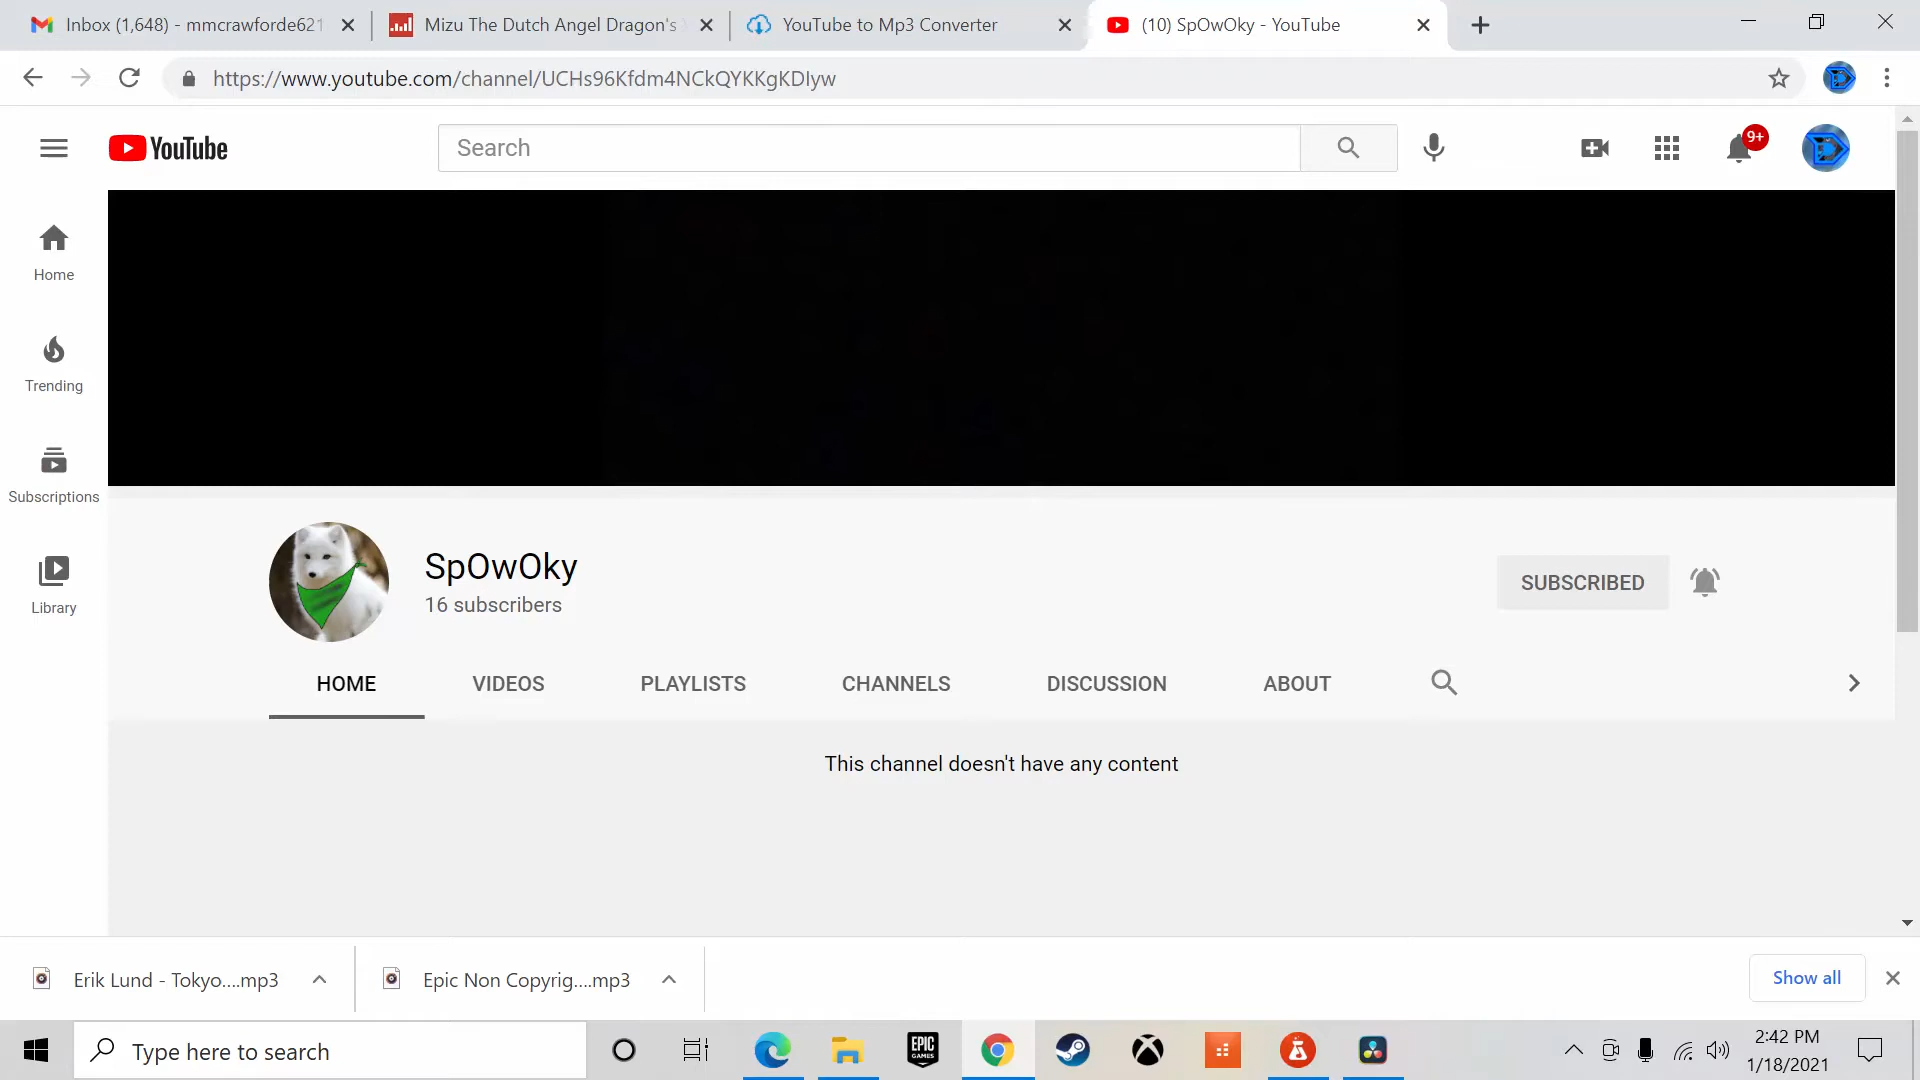 Inbox (1,648) - mmcrawforde621
Mizu The Dutch Angel Dragon's
YouTube to Mp3 Converter
(10) SpOwOky - YouTube
https://www.youtube.com/channel/UCHs96Kfdm4NCkQYKKgKDIyw
YouTube
Search
9+
Home
Trending
Subscriptions
Library
SpOwOky
16 subscribers
SUBSCRIBED
HOME VIDEOS PLAYLISTS CHANNELS DISCUSSION ABOUT
This channel doesn't have any content
Erik Lund - Tokyo....mp3
Epic Non Copyrig....mp3
Show all
Type here to search
EPIC
GAMES
2:42 PM
1/18/2021